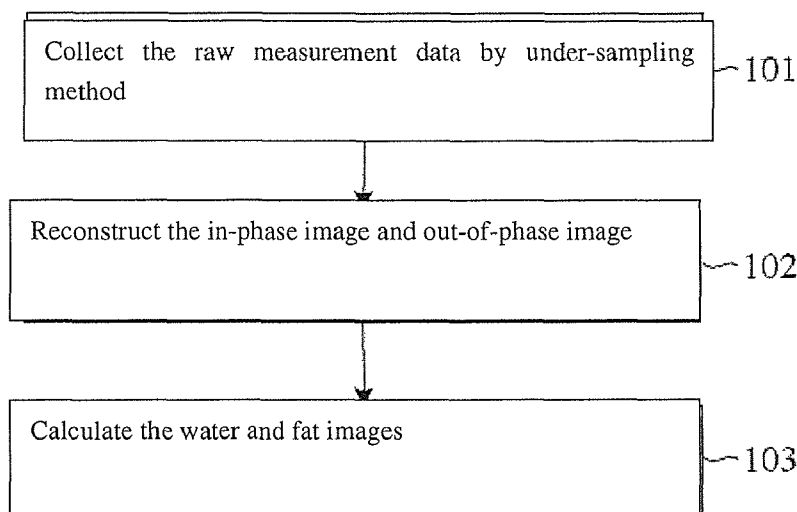 Collect the raw measurement data by under-sampling
method
101
Reconstruct the in-phase image and out-of-phase image
102
Calculate the water and fat images
103